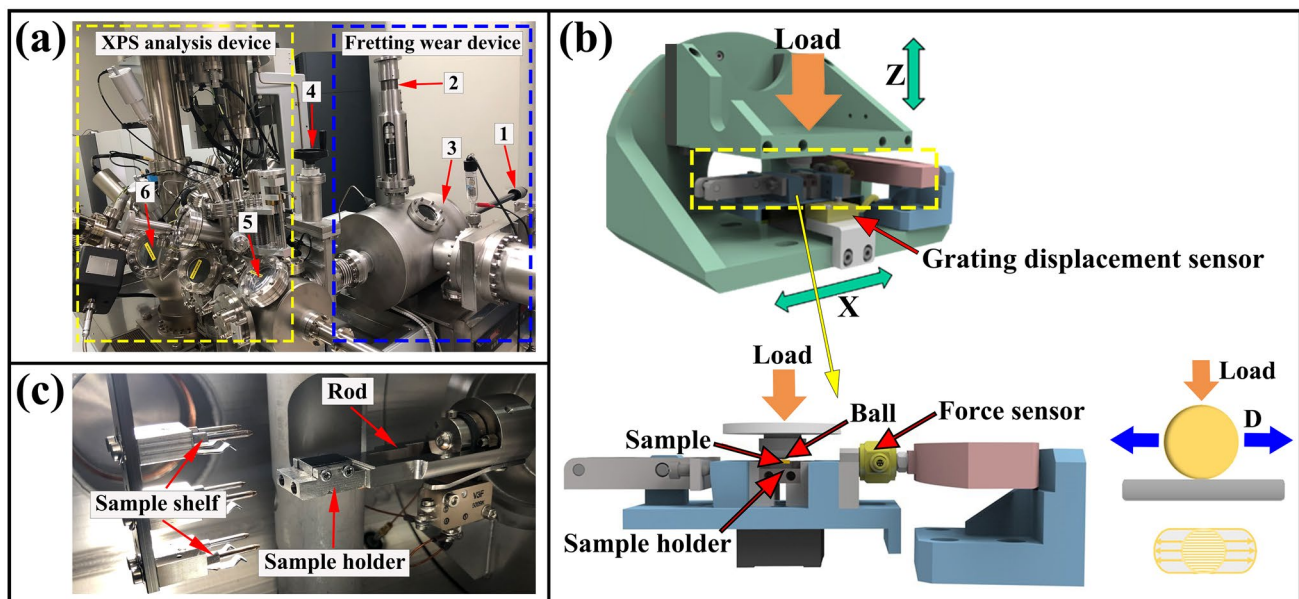 (a)
XPS analysis device
Fretting wear device
1
2
3
4
5
6
(b)
Load
Z
Grating displacement sensor
X
Load
Ball
Force sensor
Sample
Sample holder
Load
D
(c)
Rod
Sample shelf
Sample holder
V3F